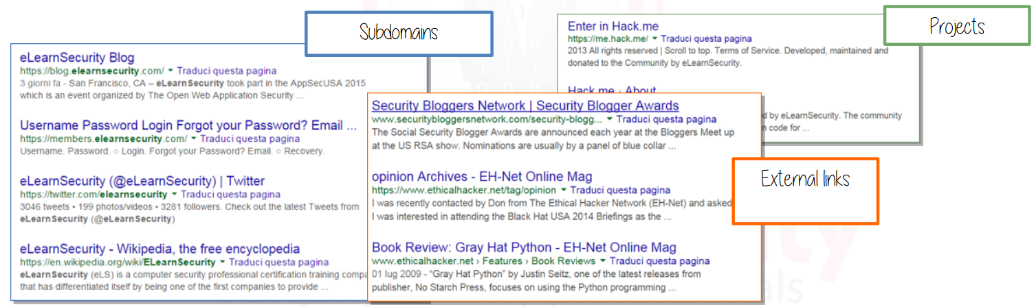 Subdomains
eLearnSecurity Blog
https://blog.elearnsecurity.com/ ▾ Traduci questa pagina
3 giorni fa - San Francisco, CA – eLearnSecurity took part in the AppSecUSA 2015
which is an event organized by The Open Web Application Security ...
Username Password Login Forgot your Password? Email ...
https://members.elearnsecurity.com/ ▾ Traduci questa pagina
Username. Password. ○ Login. Forgot your Password? Email. ○ Recovery.
eLearnSecurity (@eLearnSecurity) | Twitter
https://twitter.com/elearnsecurity ▾ Traduci questa pagina
3046 tweets • 199 photos/videos • 3281 followers. Check out the latest Tweets from
eLearnSecurity (@eLearnSecurity)
eLearnSecurity - Wikipedia, the free encyclopedia
https://en.wikipedia.org/wiki/ELearnSecurity ▾ Traduci questa pagina
eLearnSecurity (eLS) is a computer security professional certification training
that has differentiated itself by being one of the first companies to provide ...
Projects
Enter in Hack.me
https://me.hack.me/ ▾ Traduci questa pagina
2013 All rights reserved | Scroll to top. Terms of Service. Developed, maintained and
donated to the Community by eLearnSecurity.
Hack.me · About
by eLearnSecurity. The community
code for ...
External links
Security Bloggers Network | Security Blogger Awards
www.securitybloggersnetwork.com/security-blogg... ▾ Traduci questa pagina
The Social Security Blogger Awards are announced each year at the Bloggers Meet up
at the US RSA show. Nominations are usually by a panel of blue collar ...
opinion Archives - EH-Net Online Mag
https://www.ethicalhacker.net/tag/opinion ▾ Traduci questa pagina
I was recently contacted by Don from The Ethical Hacker Network (EH-Net) and asked
I was interested in attending the Black Hat USA 2014 Briefings as the ...
Book Review: Gray Hat Python - EH-Net Online Mag
www.ethicalhacker.net › Features › Book Reviews ▾ Traduci questa pagina
01 lug 2009 - “Gray Hat Python” by Justin Seitz, one of the latest releases from
publisher, No Starch Press, focuses on using the Python programming ...